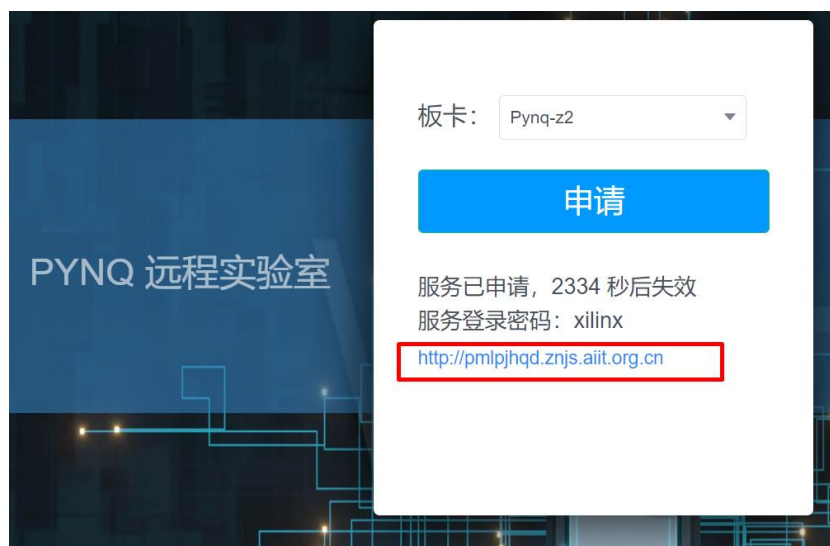 PYNQ 远程实验室
板卡： Pynq-z2
申请
服务已申请，2334 秒后失效
服务登录密码：xilinx
http://pmlpjhqd.znjs.aiit.org.cn